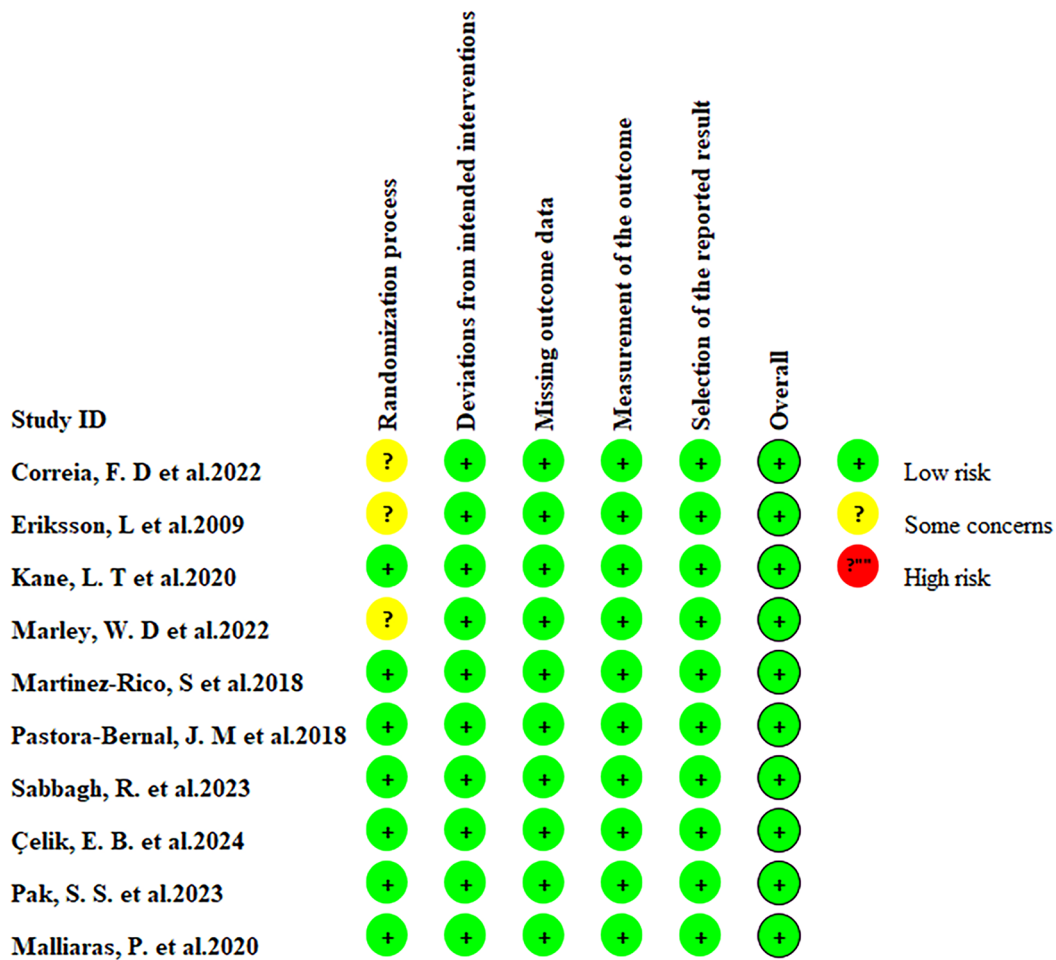 Randomization process
Deviations from intended interventions
Missing outcome data
Measurement of the outcome
Selection of the reported result
Overall
Study ID
Correia, F. D et al.2022 ? + + + + + + Low risk
Eriksson, L et al.2009 ? + + + + + ? Some concerns
Kane, L. T et al.2020 + + + + + + ?"" High risk
Marley, W. D et al.2022 ? + + + + +
Martinez-Rico, S et al.2018 + + + + + +
Pastora-Bernal, J. M et al.2018 + + + + + +
Sabbagh, R. et al.2023 + + + + + +
Çelik, E. B. et al.2024 + + + + + +
Pak, S. S. et al.2023 + + + + + +
Malliaras, P. et al.2020 + + + + + +